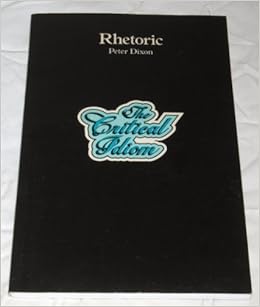 Rhetoric
Peter Dixon
The
Critical
Idiom